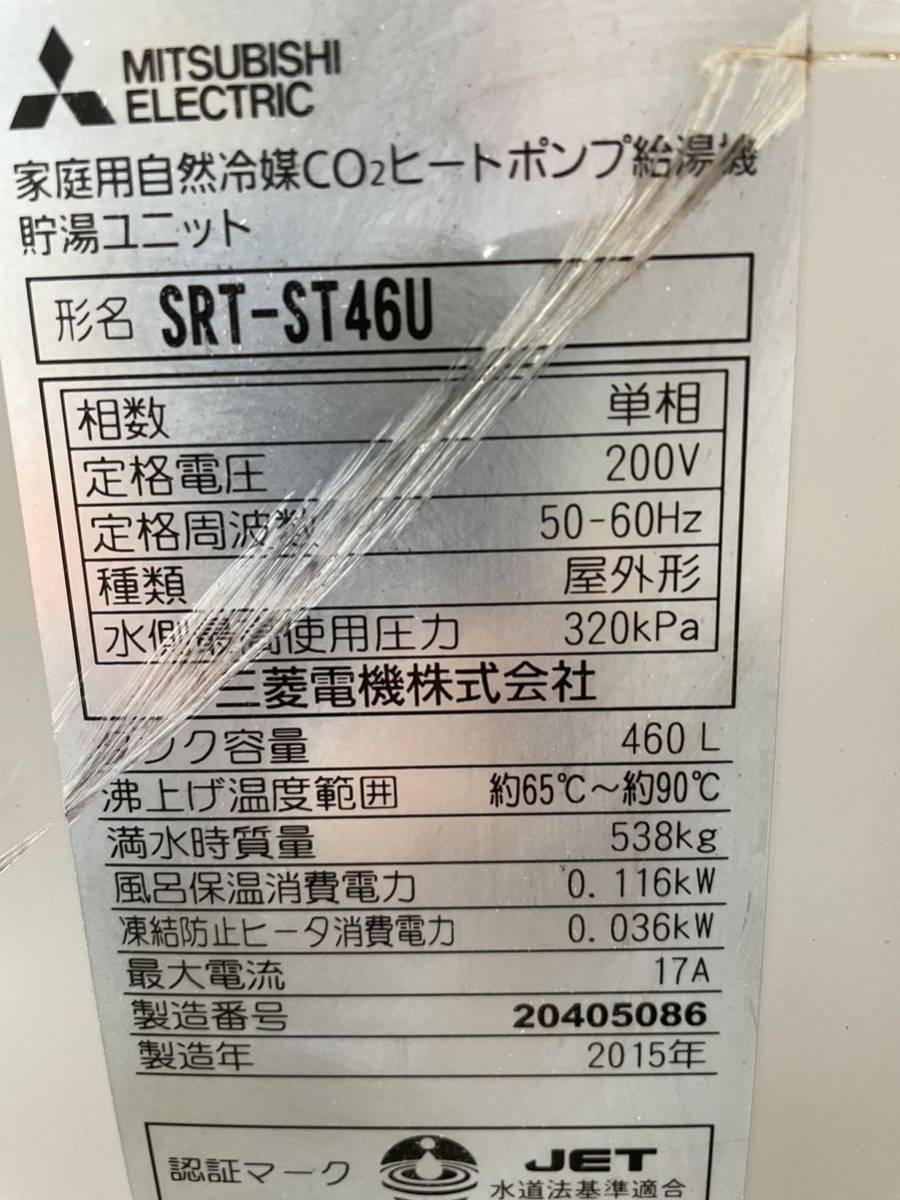 MITSUBISHI
ELECTRIC
家庭用自然冷媒CO₂ヒートポンプ給湯機
貯湯ユニット
形名 SRT-ST46U
相数 単相
定格電圧 200V
定格周波数 50-60Hz
種類 屋外形
水側最高使用圧力 320kPa
三菱電機株式会社
タンク容量 460L
沸上げ温度範囲 約65℃～約90℃
満水時質量 538kg
風呂保温消費電力 0.116kW
凍結防止ヒータ消費電力 0.036kW
最大電流 17A
製造番号 20405086
製造年 2015年
認証マーク JET
水道法基準適合